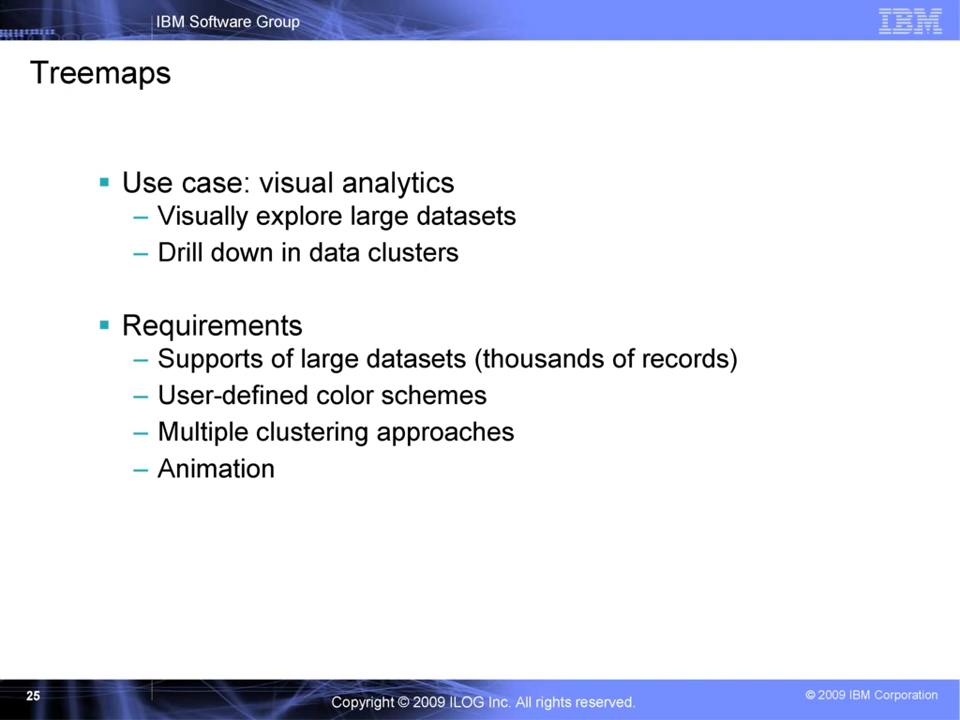 IBM Software Group
IBM
Treemaps
Use case: visual analytics
– Visually explore large datasets
– Drill down in data clusters
Requirements
– Supports of large datasets (thousands of records)
– User-defined color schemes
– Multiple clustering approaches
– Animation
25
Copyright © 2009 ILOG Inc. All rights reserved.
© 2009 IBM Corporation